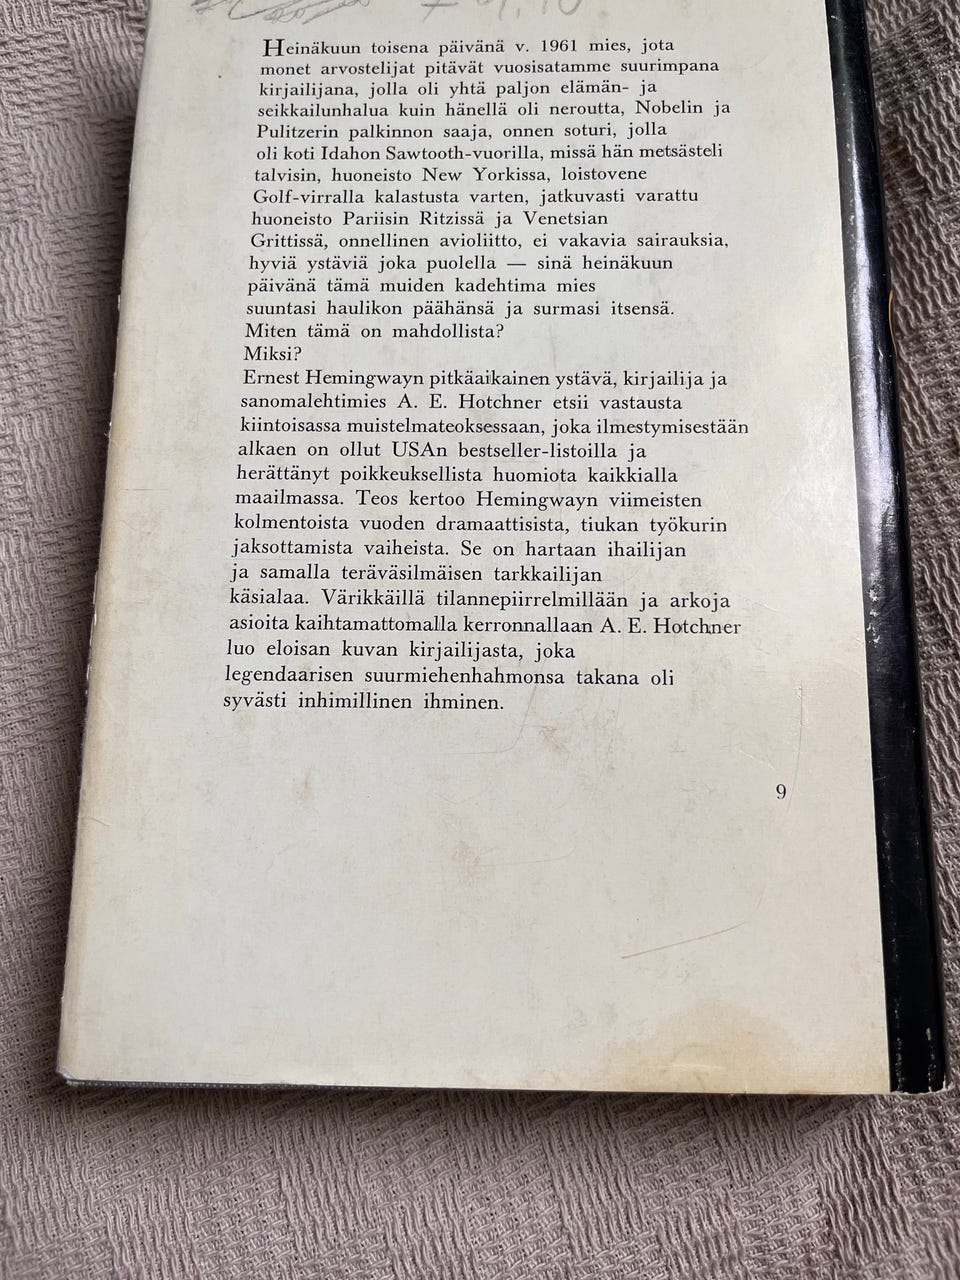 Heinäkuun toisena päivänä v. 1961 mies, jota
monet arvostelijat pitävät vuosisatamme suurimpana
kirjailijana, jolla oli yhtä paljon elämän- ja
seikkailunhalua kuin hänellä oli neroutta, Nobelin ja
Pulitzerin palkinnon saaja, onnen soturi, jolla
oli koti Idahon Sawtooth-vuorilla, missä hän metsästeli
talvisin, huoneisto New Yorkissa, loistovene
Golf-virralla kalastusta varten, jatkuvasti varattu
huoneisto Pariisin Ritzissä ja Venetsian
Grittissä, onnellinen avioliitto, ei vakavia sairauksia,
hyviä ystäviä joka puolella — sinä heinäkuun
päivänä tämä muiden kadehtima mies
suuntasi haulikon päähänsä ja surmasi itsensä.
Miten tämä on mahdollista?
Miksi?
Ernest Hemingwayn pitkäaikainen ystävä, kirjailija ja
sanomalehtimies A. E. Hotchner etsii vastausta
kiintoisassa muistelmateoksessaan, joka ilmestymisestään
alkaen on ollut USAn bestseller-listoilla ja
herättänyt poikkeuksellista huomiota kaikkialla
maailmassa. Teos kertoo Hemingwayn viimeisten
kolmentoista vuoden dramaattisista, tiukan työkurin
jaksottamista vaiheista. Se on hartaan ihailijan
ja samalla teräväsilmäisen tarkkailijan
käsialaa. Värikkäillä tilannepiirrelmillään ja arkoja
asioita kaihtamattomalla kerronnallaan A. E. Hotchner
luo eloisan kuvan kirjailijasta, joka
legendaarisen suurmiehenhahmonsa takana oli
syvästi inhimillinen ihminen.
9